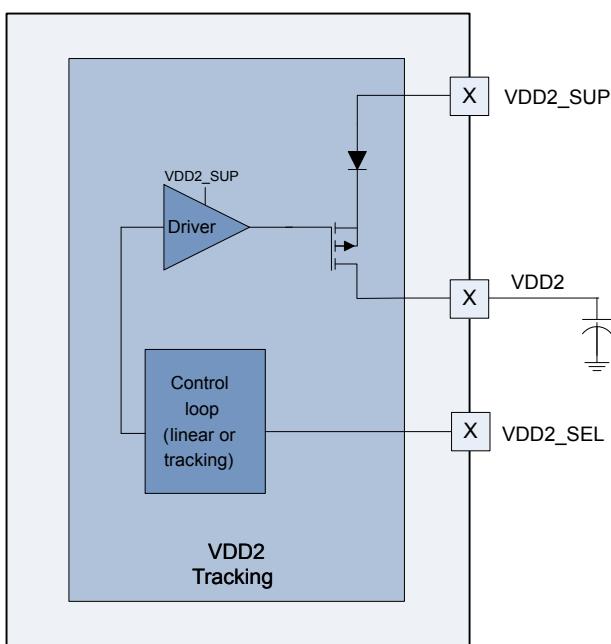 X
VDD2_SUP
VDD2_SUP
Driver
X
VDD2
Control
loop
(linear or
tracking)
X
VDD2_SEL
VDD2
Tracking